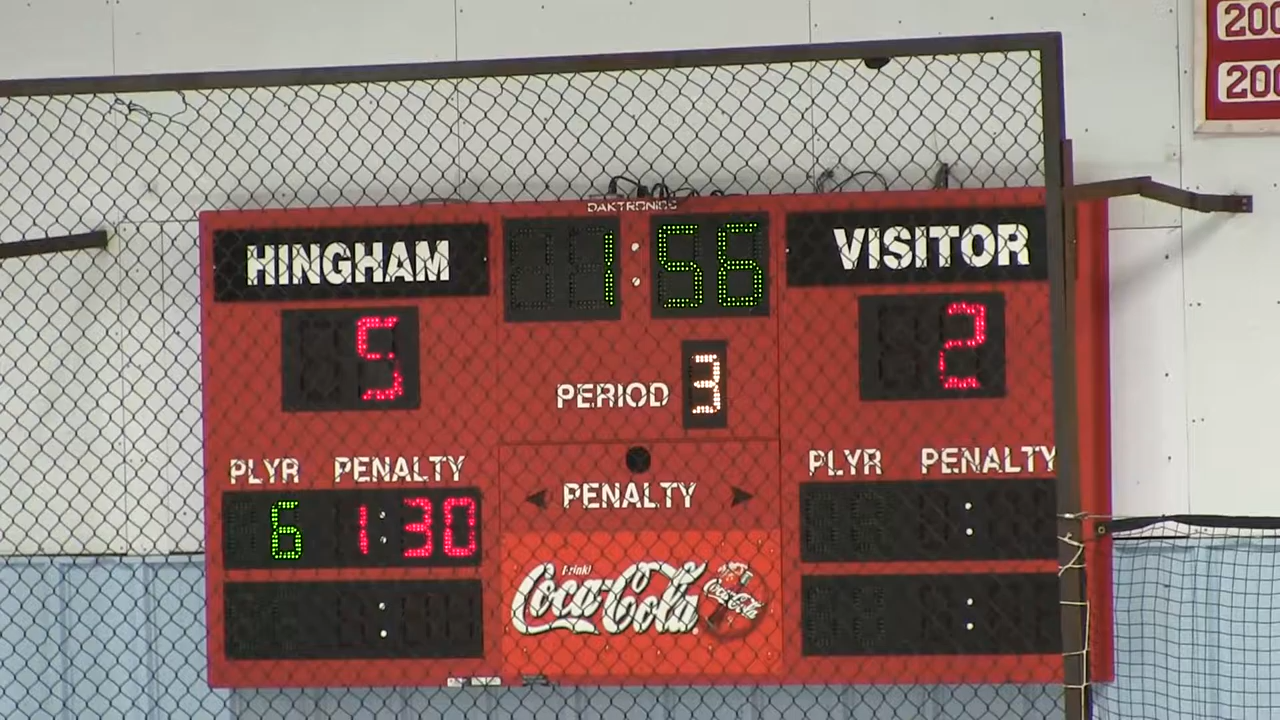 200
200
DAKTRONICS
HINGHAM
1:56
VISITOR
5
2
PERIOD 3
PLYR PENALTY
PLYR PENALTY
PENALTY
6 1:30
Drink
Coca-Cola
Coca-Cola